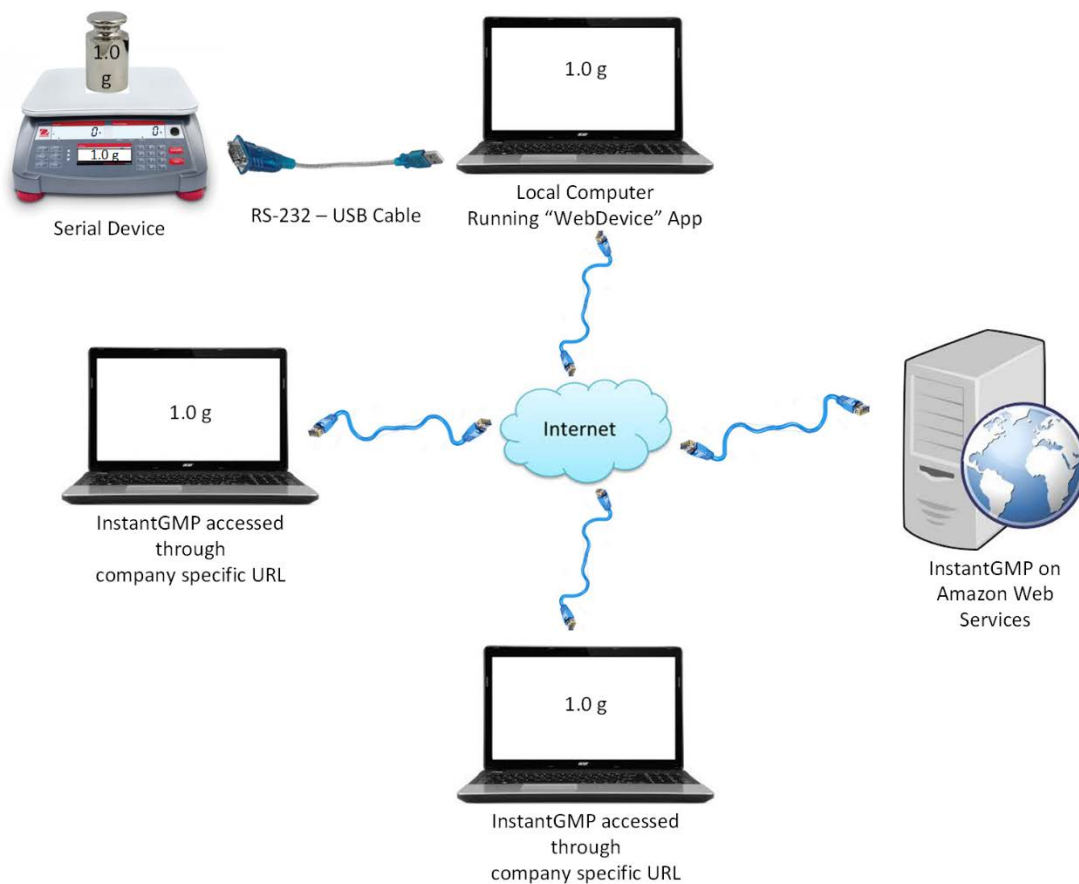 1.0
g
1.0 g
0
0
1.0 g
Serial Device
RS-232 – USB Cable
Local Computer
Running “WebDevice” App
1.0 g
InstantGMP accessed
through
company specific URL
Internet
InstantGMP on
Amazon Web
Services
1.0 g
InstantGMP accessed
through
company specific URL